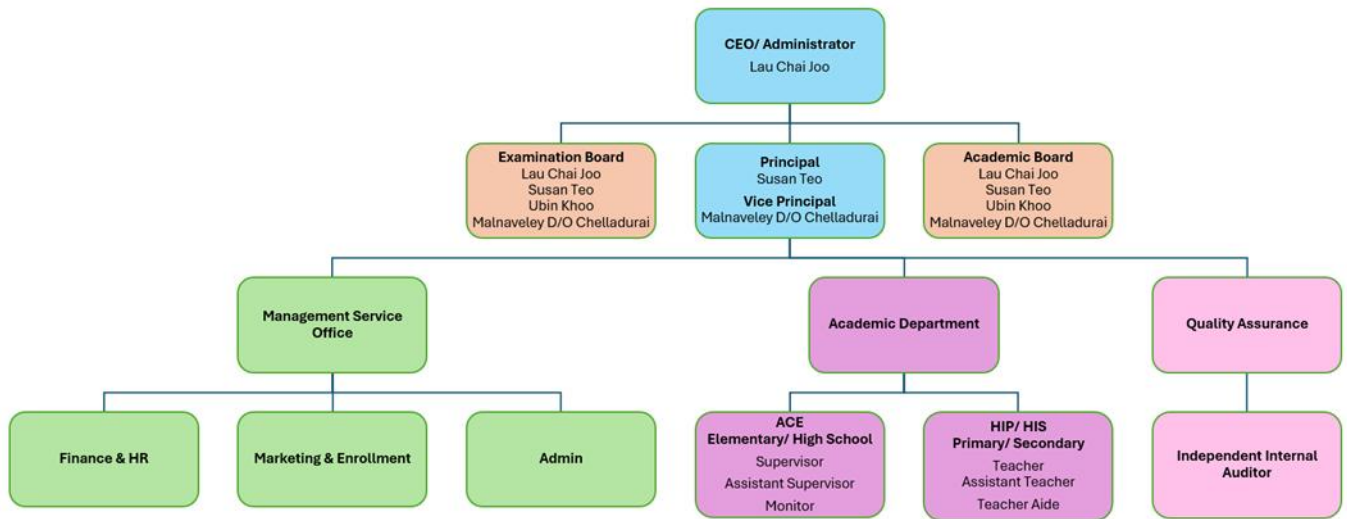 CEO/ Administrator
Lau Chai Joo
Examination Board
Lau Chai Joo
Susan Teo
Ubin Khoo
Malnaveley D/O Chelladurai
Principal
Susan Teo
Vice Principal
Malnaveley D/O Chelladurai
Academic Board
Lau Chai Joo
Susan Teo
Ubin Khoo
Malnaveley D/O Chelladurai
Management Service
Office
Academic Department
Quality Assurance
Finance & HR
Marketing & Enrollment
Admin
ACE
Elementary/ High School
Supervisor
Assistant Supervisor
Monitor
HIP/ HIS
Primary/ Secondary
Teacher
Assistant Teacher
Teacher Aide
Independent Internal
Auditor